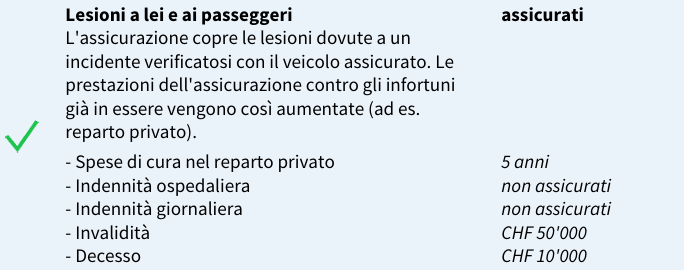 Lesioni a lei e ai passeggeri assicurati
L'assicurazione copre le lesioni dovute a un
incidente verificatosi con il veicolo assicurato. Le
prestazioni dell'assicurazione contro gli infortuni
già in essere vengono così aumentate (ad es.
reparto privato).
- Spese di cura nel reparto privato 5 anni
- Indennità ospedaliera non assicurati
- Indennità giornaliera non assicurati
- Invalidità CHF 50'000
- Decesso CHF 10'000